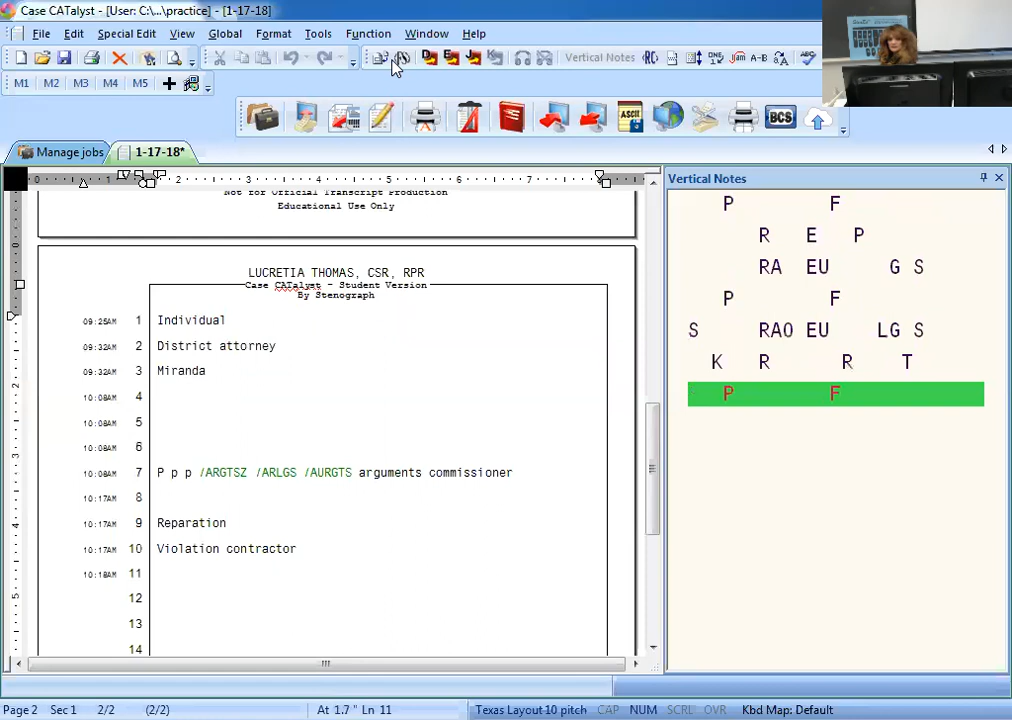 Case CATalyst - [User: C:\...\practice] - [1-17-18]
File Edit Special Edit View Global Format Tools Function Window Help
Vertical Notes
M1 M2 M3 M4 M5
ASCII BCS
Manage jobs 1-17-18*
Vertical Notes
Not for Official Transcript Production
Educational Use Only
LUCRETIA THOMAS, CSR, RPR
Case CATalyst - Student Version
By Stenograph
09:25AM 1 Individual
09:32AM 2 District attorney
09:32AM 3 Miranda
10:08AM 4
10:08AM 5
10:08AM 6
10:08AM 7 P p p /ARGTSZ /ARLGS /AURGTS arguments commissioner
10:17AM 8
10:17AM 9 Reparation
10:17AM 10 Violation contractor
10:18AM 11
12
13
14
P F
R E P
RA EU G S
P F
S RAO EU LG S
K R R T
P F
Page 2 Sec 1 2/2 (2/2) At 1.7 " Ln 11 Texas Layout 10 pitch CAP NUM SCRL OVR Kbd Map: Default